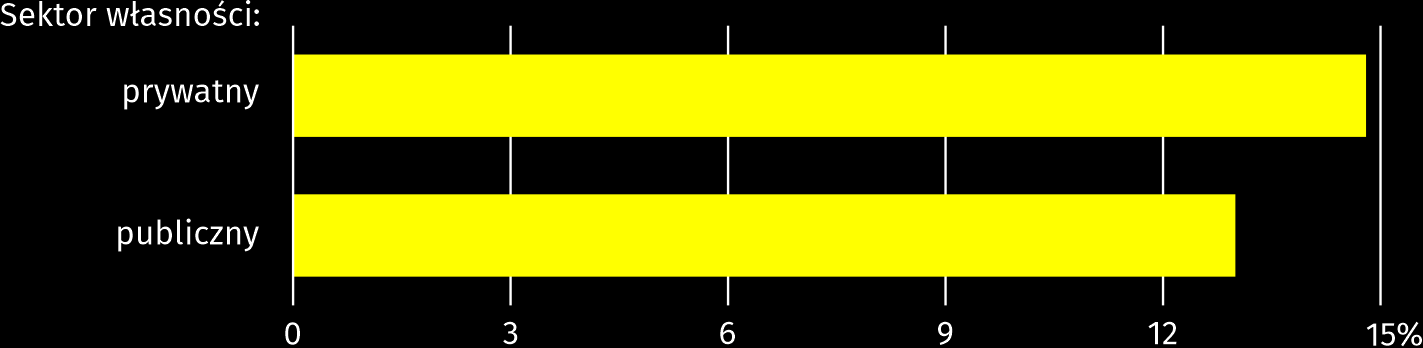 Sektor własności:
prywatny
publiczny
0 3 6 9 12 15%